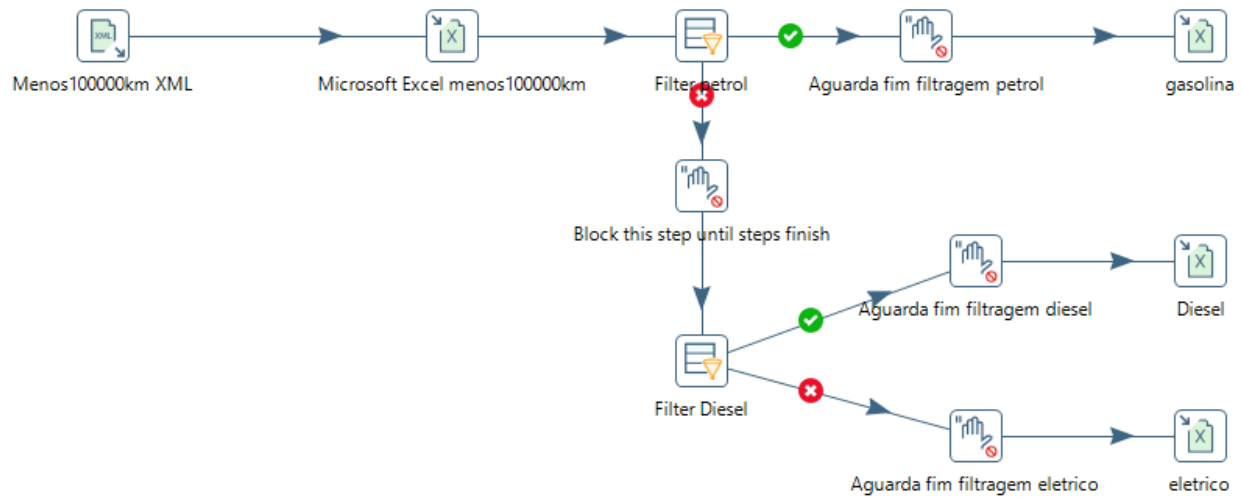 Menos100000km XML
Microsoft Excel menos100000km
Filter petrol
Aguarda fim filtragem petrol
gasolina
Block this step until steps finish
Aguarda fim filtragem diesel
Diesel
Filter Diesel
Aguarda fim filtragem eletrico
eletrico